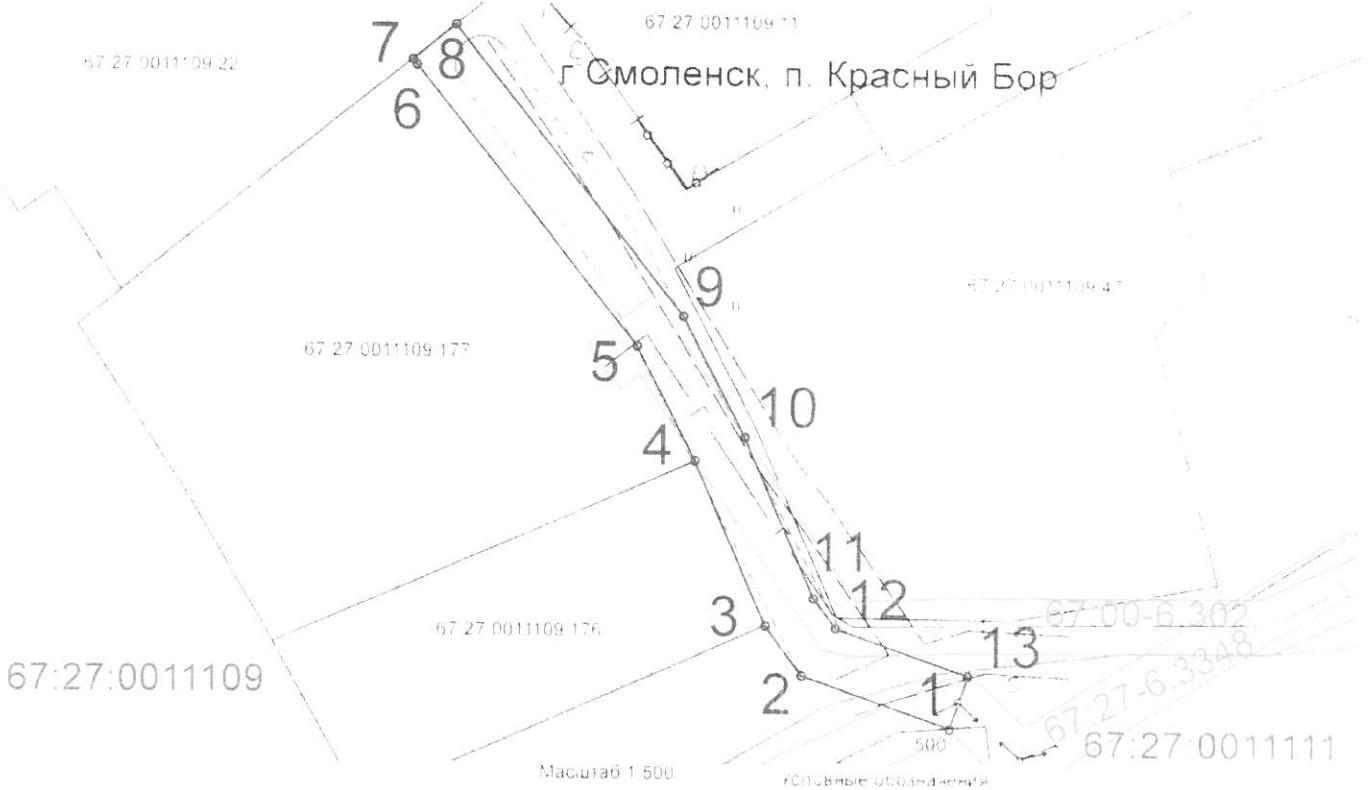 67 27 0011109 11
7
8
67 27 0011109 22
г Смоленск, п. Красный Бор
6
9
67 27 0011109 177
5
10
4
11
12
67.00-6.302
3
67 27 0011109 176
13
67:27:0011109
2
1
67:27-6.3348
500
67:27:0011111
Масштаб 1 500
Условные обозначения